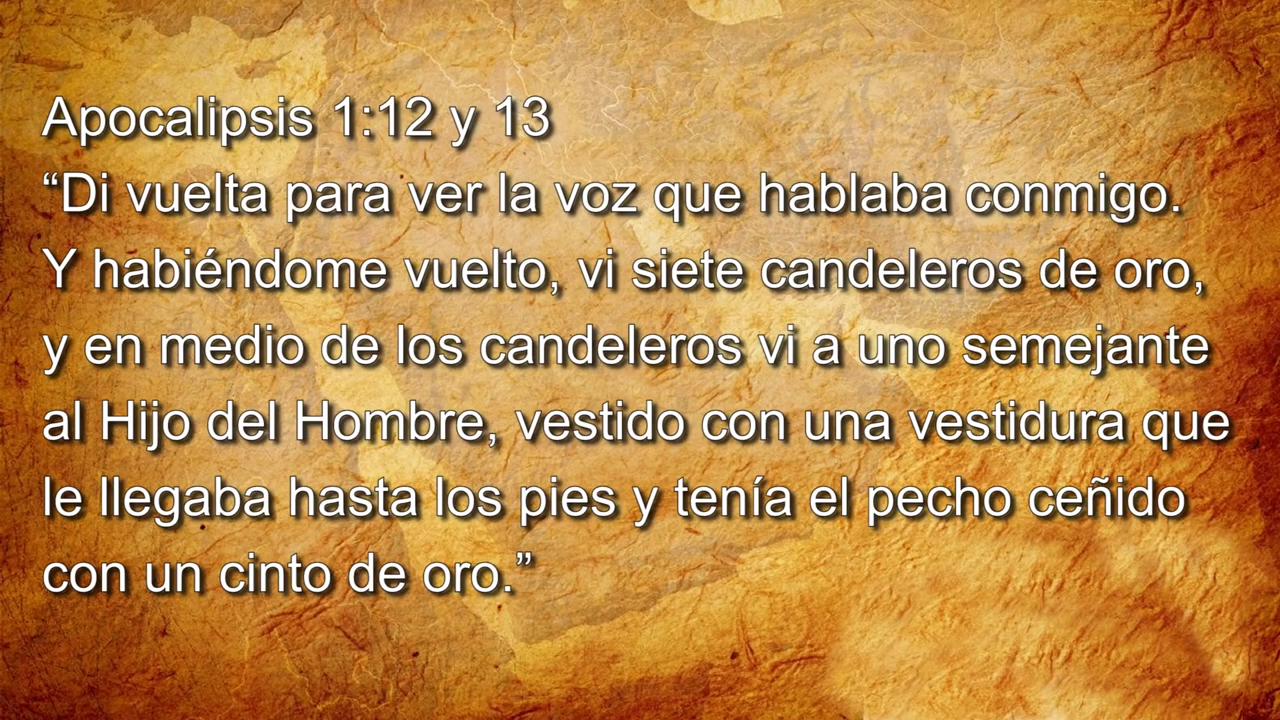 Apocalipsis 1:12 y 13
“Di vuelta para ver la voz que hablaba conmigo.
Y habiéndome vuelto, vi siete candeleros de oro,
y en medio de los candeleros vi a uno semejante
al Hijo del Hombre, vestido con una vestidura que
le llegaba hasta los pies y tenía el pecho ceñido
con un cinto de oro.”